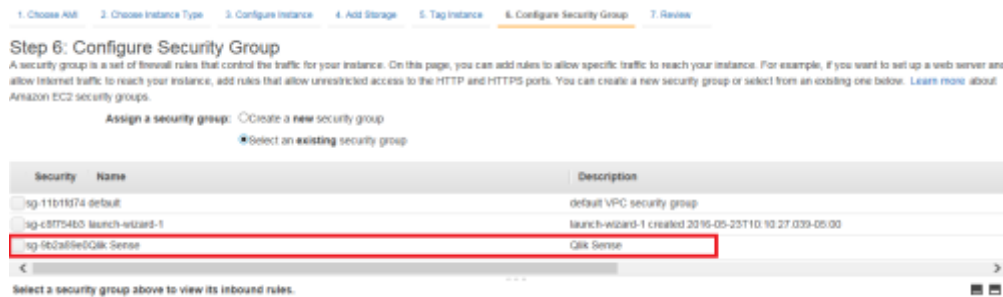 1. Choose AMI 2. Choose Instance Type 3. Configure Instance 4. Add Storage 5. Tag Instance 6. Configure Security Group 7. Review
Step 6: Configure Security Group
A security group is a set of firewall rules that control the traffic for your instance. On this page, you can add rules to allow specific traffic to reach your instance. For example, if you want to set up a web server and
allow Internet traffic to reach your instance, add rules that allow unrestricted access to the HTTP and HTTPS ports. You can create a new security group or select from an existing one below. Learn more about
Amazon EC2 security groups.
Assign a security group: Create a new security group
Select an existing security group
Security Name Description
sg-11b1fd74 default default VPC security group
sg-c8f754b3 launch-wizard-1 launch-wizard-1 created 2016-05-23T10:10:27.039-05:00
sg-9b2a89e0 Qlik Sense Qlik Sense
Select a security group above to view its inbound rules.